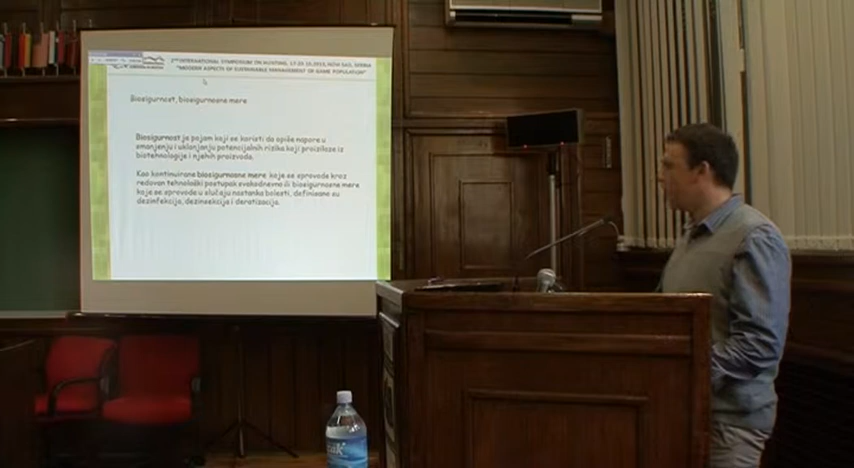 2ND INTERNATIONAL SYMPOSIUM ON HUNTING, 17-20.10.2013, NOVI SAD, SERBIA
"MODERN ASPECTS OF SUSTAINABLE MANAGEMENT OF GAME POPULATION"
Biosigurnost, biosigurnosne mere
Biosigurnost je pojam koji se koristi da opiše napore u
smanjenju i uklanjanju potencijalnih rizika koji proizilaze iz
biotehnologije i njehih proizvoda.
Kao kontinuirane biosigurnosne mere koje se sprovode kroz
redovan tehnološki postupak svakodnevno ili biosigurnosne mere
koje se sprovode u slučaju nastanka bolesti, definisane su
dezinfekcija, dezinsekcija i deratizacija.